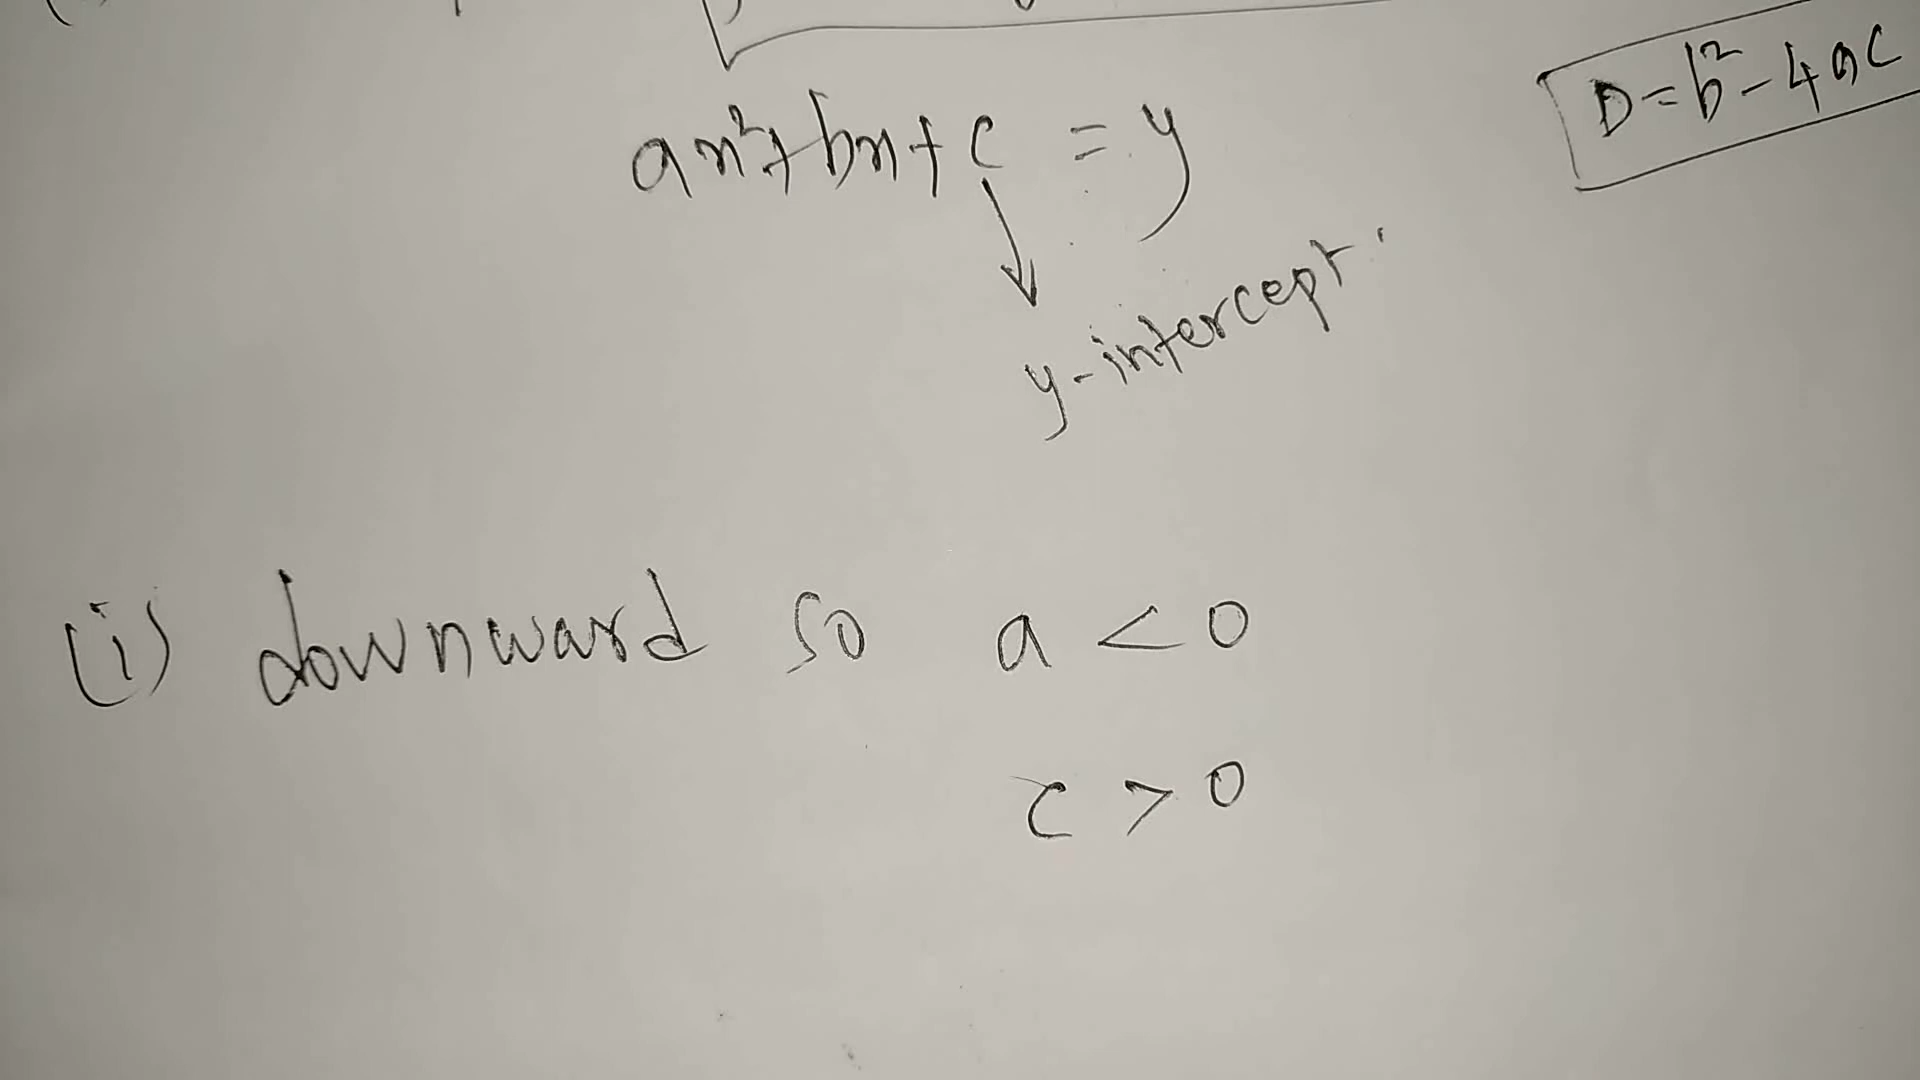 ax²+bx+c = y
D=b²-4ac
y-intercept.
(i) downward so a < 0
c > 0